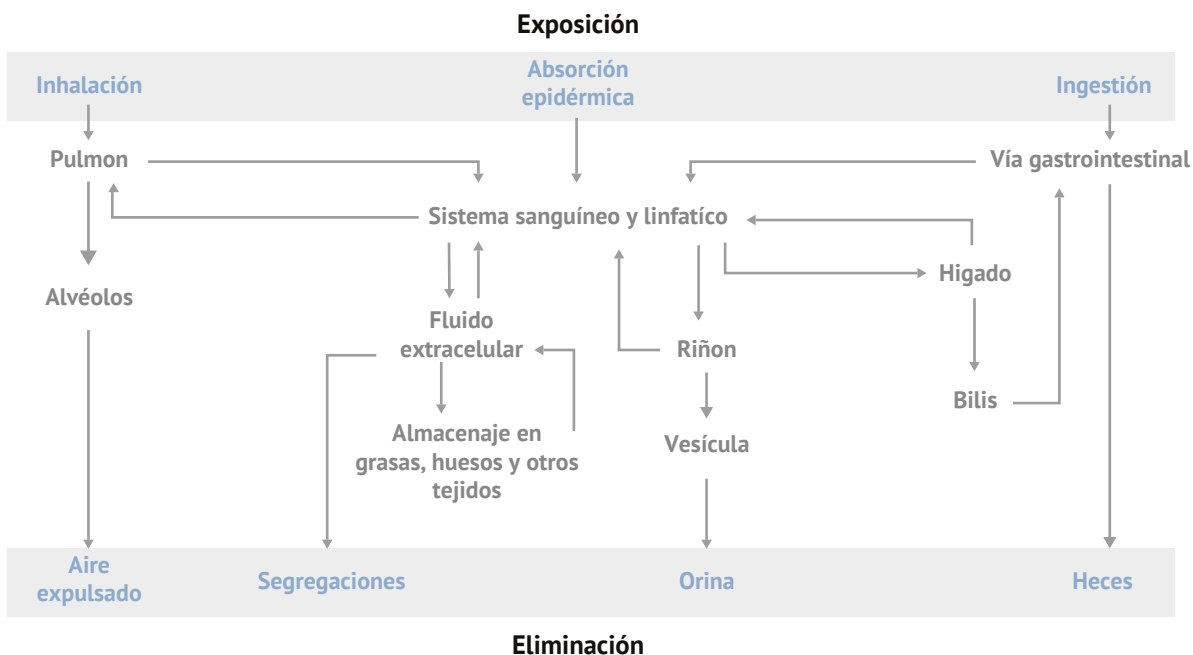 Exposición
Inhalación
Absorción
epidérmica
Ingestión
Pulmon
Vía gastrointestinal
Sistema sanguíneo y linfatíco
Higado
Alvéolos
Fluido
extracelular
Riñon
Bilis
Almacenaje en
grasas, huesos y otros
tejidos
Vesícula
Aire
expulsado
Segregaciones
Orina
Heces
Eliminación